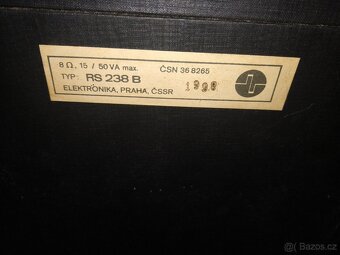 8 Ω, 15 / 50 VA max. ČSN 36 8265
TYP: RS 238 B
ELEKTRONIKA, PRAHA, ČSSR
Bazos.cz